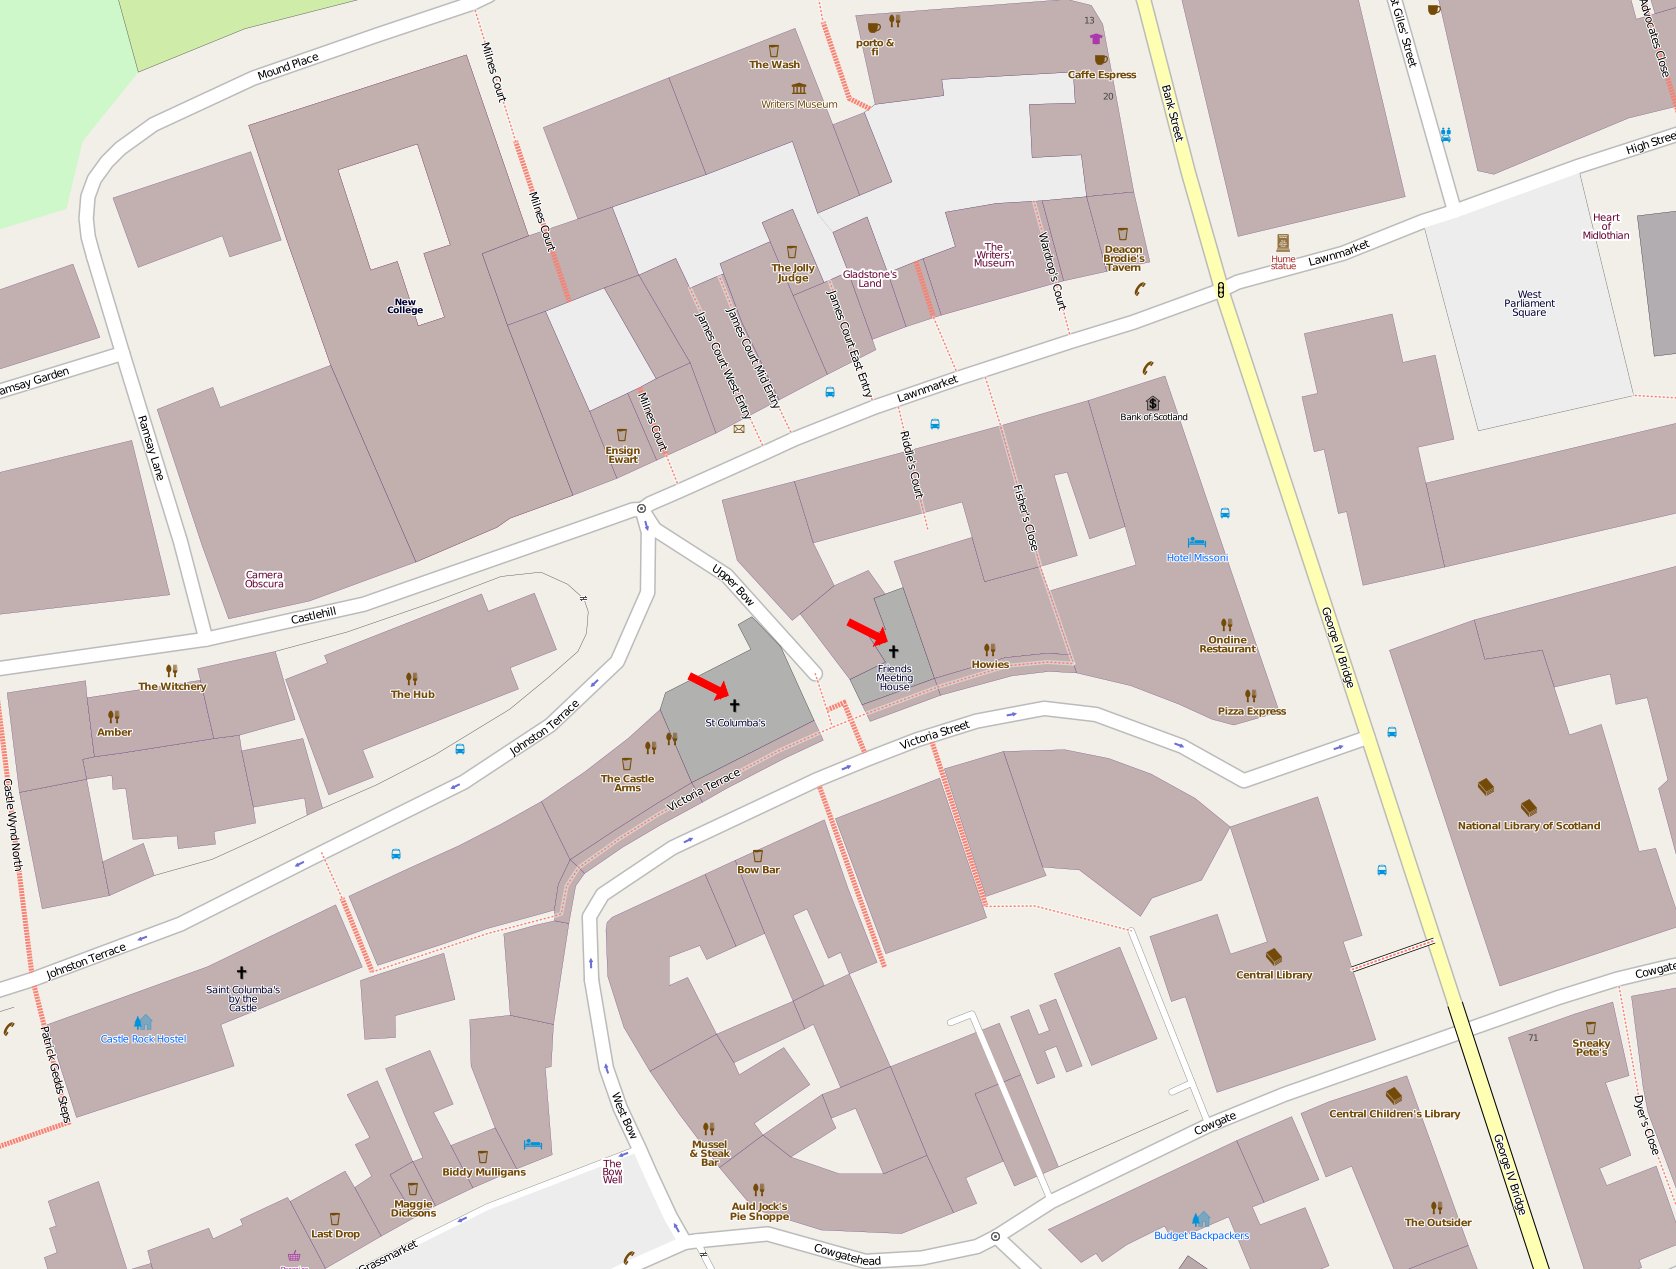 Mound Place
Milnes Court
The Wash
Writers Museum
porto &
fi
13
Caffe Espress
20
Bank Street
St Giles' Street
Advocates Close
High Stree
Milnes Court
New
College
The Jolly
Judge
Gladstone's
Land
The
Writers'
Museum
Wardrop's Court
Deacon
Brodie's
Tavern
Hume
statue
Lawnmarket
Heart
of
Midlothian
West
Parliament
Square
James Court West Entry
James Court Mid Entry
James Court East Entry
amsay Garden
Ramsay Lane
Milnes Court
Ensign
Ewart
Lawnmarket
Riddle's Court
Fisher's Close
Bank of Scotland
Hotel Missoni
Camera
Obscura
Castlehill
Upper Bow
The Witchery
The Hub
Amber
Johnston Terrace
St Columba's
Friends
Meeting
House
Howies
Ondine
Restaurant
Pizza Express
George IV Bridge
The Castle
Arms
Victoria Terrace
Victoria Street
Castle Wynd North
National Library of Scotland
Bow Bar
Johnston Terrace
Saint Columba's
by the
Castle
Castle Rock Hostel
Patrick Gedds Steps
Central Library
Cowgate
71
Sneaky
Pete's
West Bow
Cowgate
Central Children's Library
Dyer's Close
George IV Bridge
Mussel
& Steak
Bar
Biddy Mulligans
The
Bow
Well
Maggie
Dicksons
Last Drop
Auld Jock's
Pie Shoppe
The Outsider
Budget Backpackers
Grassmarket
Cowgatehead